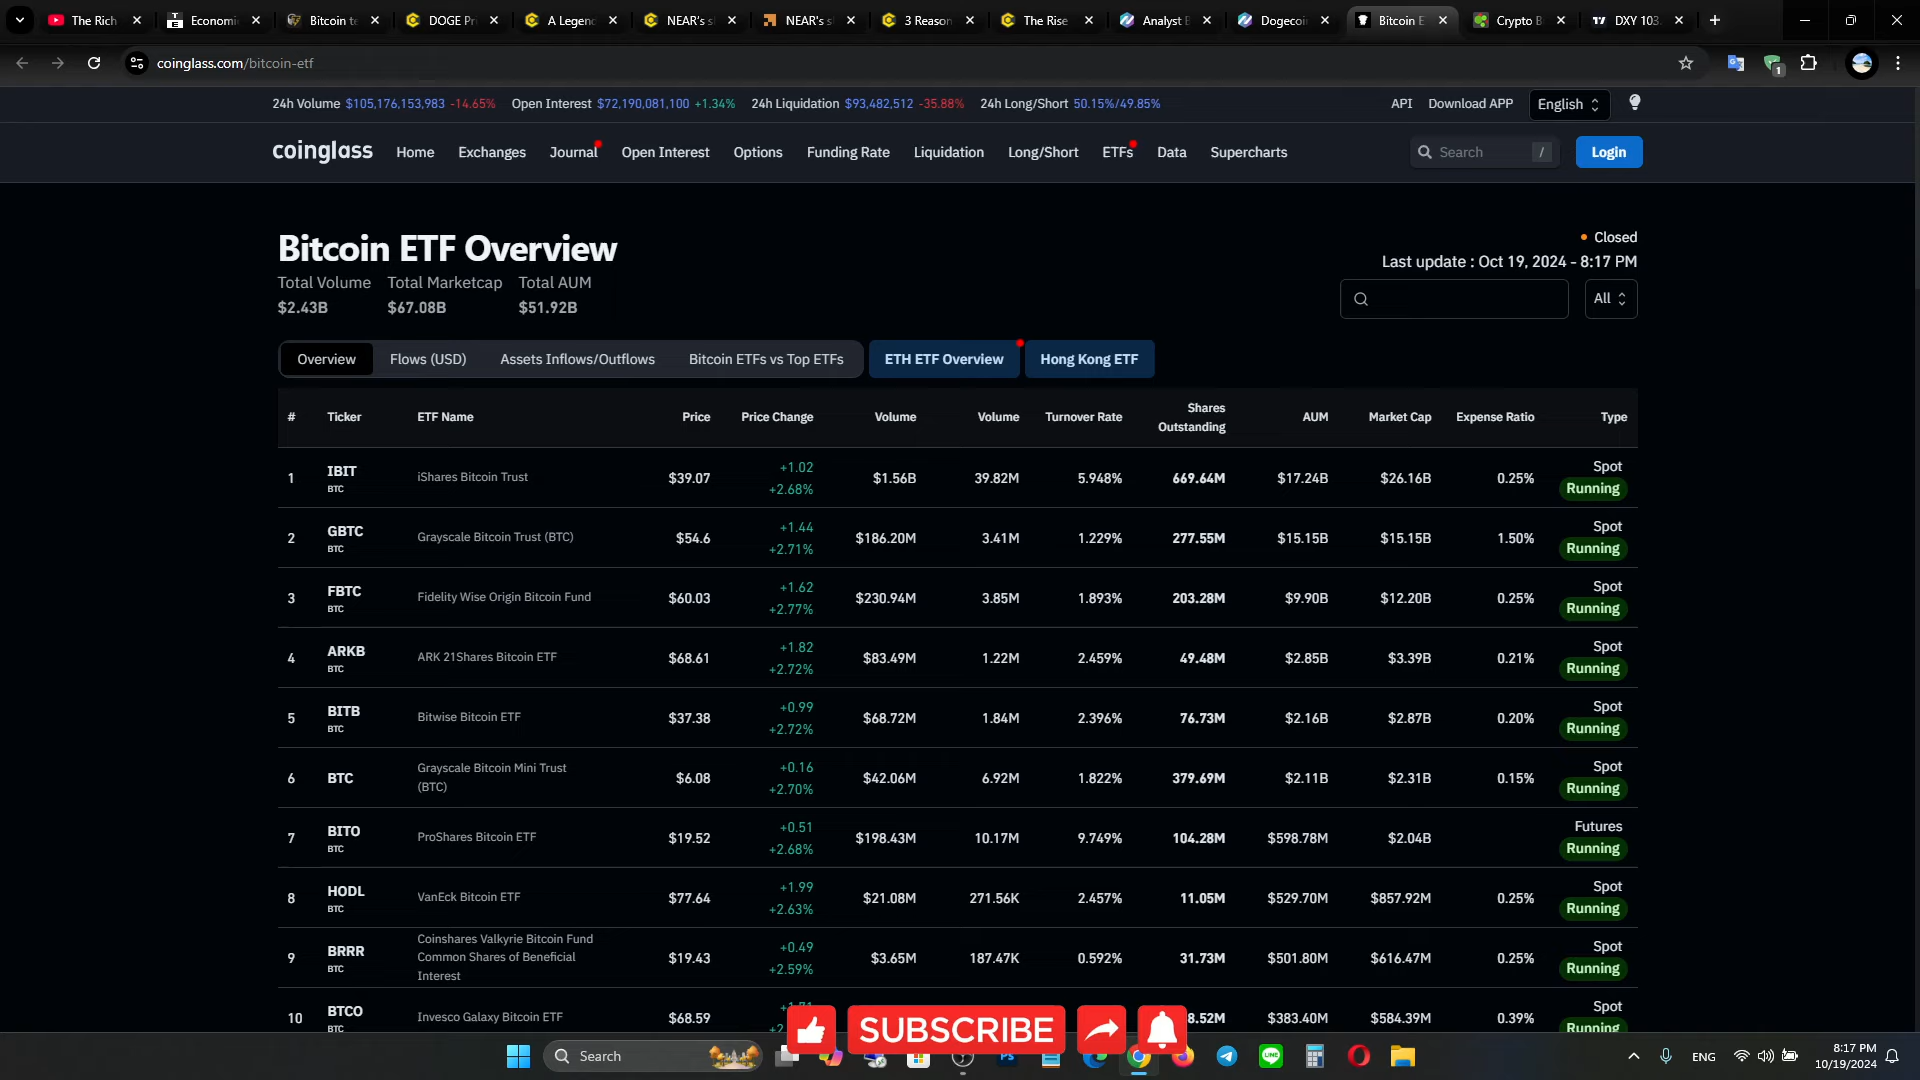 The Rich
Economi
Bitcoin te
DOGE Pri
A Legend
NEAR's s
NEAR's s
3 Reason
The Rise
Analyst B
Dogecoin
Bitcoin E
Crypto B
DXY 103.
coinglass.com/bitcoin-etf
1
24h Volume $105,176,153,983 -14.65% Open Interest $72,190,081,100 +1.34% 24h Liquidation $93,482,512 -35.88% 24h Long/Short 50.15%/49.85% API Download APP English
coinglass Home Exchanges Journal Open Interest Options Funding Rate Liquidation Long/Short ETFs Data Supercharts Search / Login
Bitcoin ETF Overview
Closed
Last update : Oct 19, 2024 - 8:17 PM
Total Volume Total Marketcap Total AUM
$2.43B $67.08B $51.92B
All
Overview Flows (USD) Assets Inflows/Outflows Bitcoin ETFs vs Top ETFs ETH ETF Overview Hong Kong ETF
# Ticker ETF Name Price Price Change Volume Volume Turnover Rate Shares Outstanding AUM Market Cap Expense Ratio Type
1 IBIT BTC iShares Bitcoin Trust $39.07 +1.02 +2.68% $1.56B 39.82M 5.948% 669.64M $17.24B $26.16B 0.25% Spot Running
2 GBTC BTC Grayscale Bitcoin Trust (BTC) $54.6 +1.44 +2.71% $186.20M 3.41M 1.229% 277.55M $15.15B $15.15B 1.50% Spot Running
3 FBTC BTC Fidelity Wise Origin Bitcoin Fund $60.03 +1.62 +2.77% $230.94M 3.85M 1.893% 203.28M $9.90B $12.20B 0.25% Spot Running
4 ARKB BTC ARK 21Shares Bitcoin ETF $68.61 +1.82 +2.72% $83.49M 1.22M 2.459% 49.48M $2.85B $3.39B 0.21% Spot Running
5 BITB BTC Bitwise Bitcoin ETF $37.38 +0.99 +2.72% $68.72M 1.84M 2.396% 76.73M $2.16B $2.87B 0.20% Spot Running
6 BTC Grayscale Bitcoin Mini Trust (BTC) $6.08 +0.16 +2.70% $42.06M 6.92M 1.822% 379.69M $2.11B $2.31B 0.15% Spot Running
7 BITO BTC ProShares Bitcoin ETF $19.52 +0.51 +2.68% $198.43M 10.17M 9.749% 104.28M $598.78M $2.04B Futures Running
8 HODL BTC VanEck Bitcoin ETF $77.64 +1.99 +2.63% $21.08M 271.56K 2.457% 11.05M $529.70M $857.92M 0.25% Spot Running
9 BRRR BTC Coinshares Valkyrie Bitcoin Fund Common Shares of Beneficial Interest $19.43 +0.49 +2.59% $3.65M 187.47K 0.592% 31.73M $501.80M $616.47M 0.25% Spot Running
10 BTCO BTC Invesco Galaxy Bitcoin ETF $68.59 8.52M $383.40M $584.39M 0.39% Spot Running
SUBSCRIBE
Search
ENG
8:17 PM
10/19/2024